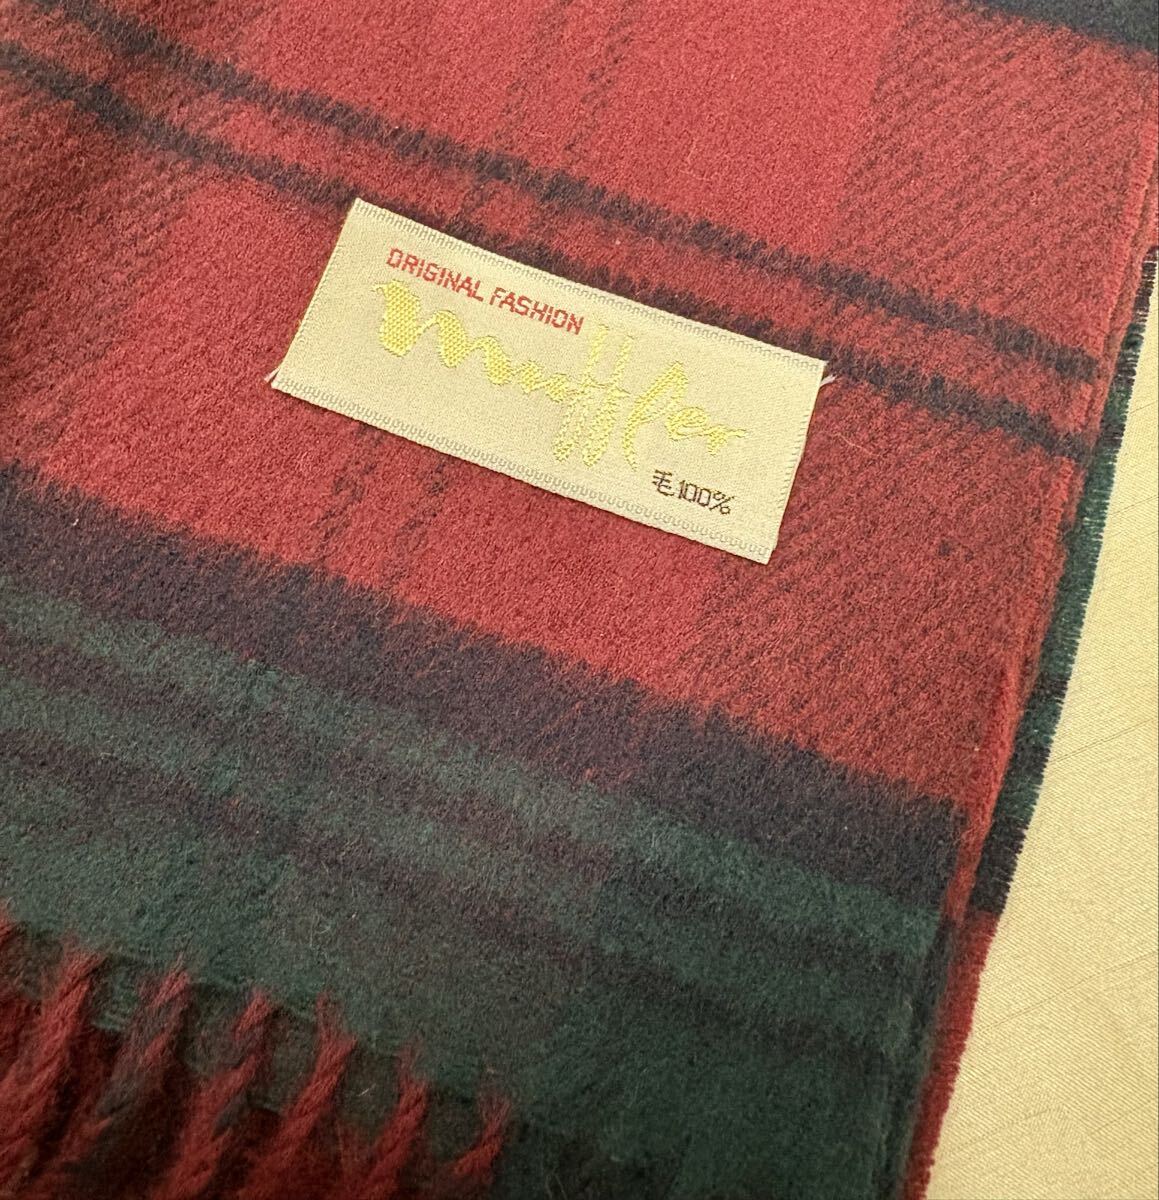 ORIGINAL FASHION
muffler
毛100%